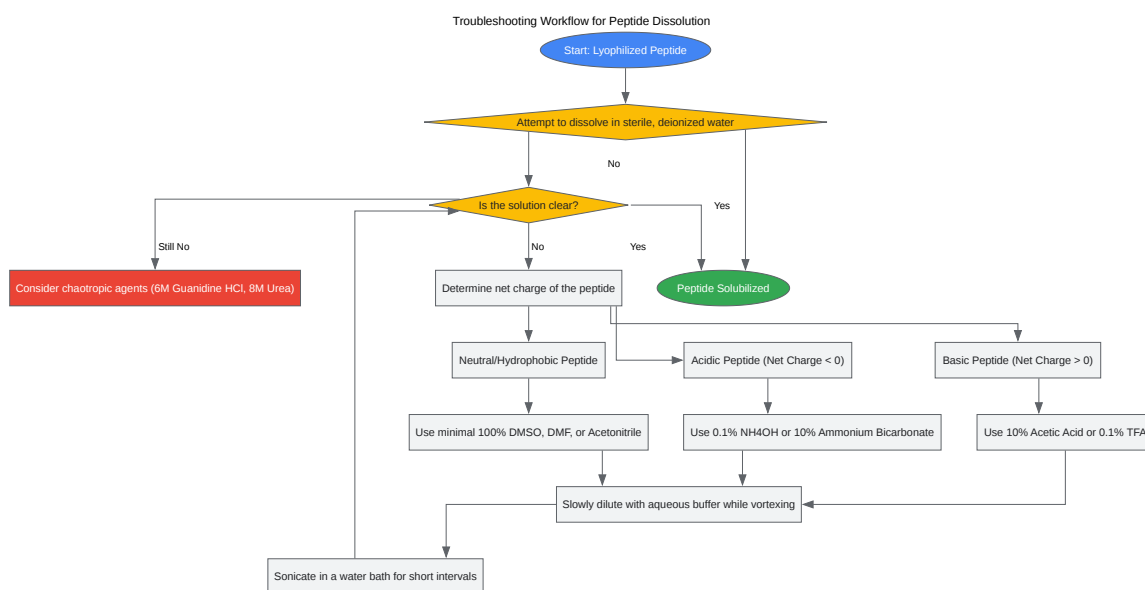 Troubleshooting Workflow for Peptide Dissolution
Start: Lyophilized Peptide
Attempt to dissolve in sterile, deionized water
No
Is the solution clear?
Yes
Still No
No
Yes
Consider chaotropic agents (6M Guanidine HCl, 8M Urea)
Determine net charge of the peptide
Peptide Solubilized
Neutral/Hydrophobic Peptide
Acidic Peptide (Net Charge < 0)
Basic Peptide (Net Charge > 0)
Use minimal 100% DMSO, DMF, or Acetonitrile
Use 0.1% NH4OH or 10% Ammonium Bicarbonate
Use 10% Acetic Acid or 0.1% TFA
Slowly dilute with aqueous buffer while vortexing
Sonicate in a water bath for short intervals